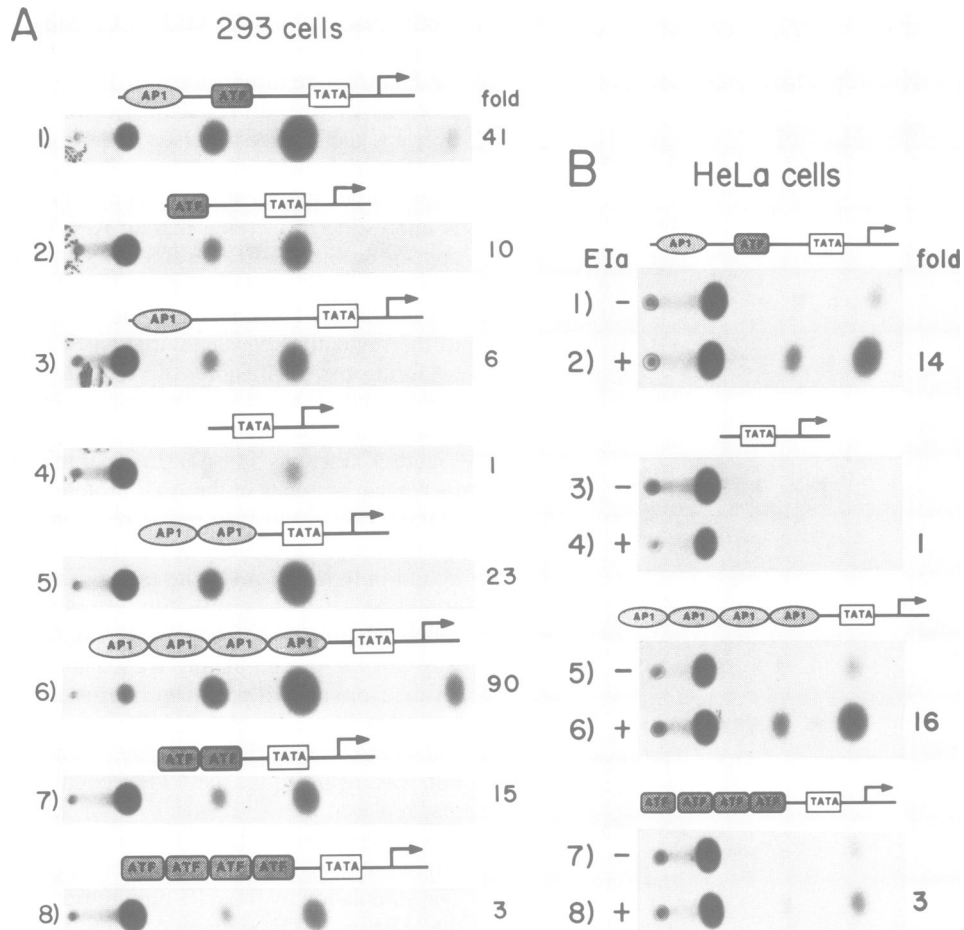 A
293 cells
fold
AP1 ATF TATA
1) 41
ATF TATA
2) 10
AP1 TATA
3) 6
TATA
4) 1
AP1 AP1 TATA
5) 23
AP1 AP1 AP1 AP1 TATA
6) 90
ATF ATF TATA
7) 15
ATF ATF ATF ATF TATA
8) 3
B
HeLa cells
AP1 ATF TATA
EIa fold
1) -
2) + 14
TATA
3) -
4) + 1
AP1 AP1 AP1 AP1 TATA
5) -
6) + 16
ATF ATF ATF ATF TATA
7) -
8) + 3